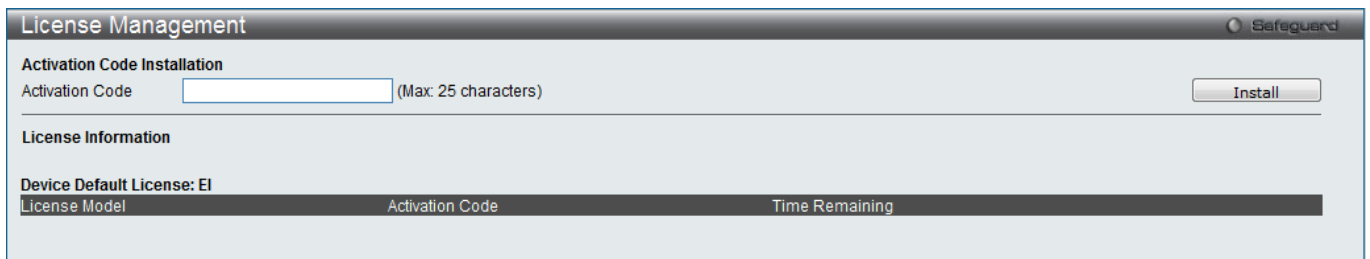 License Management Safeguard
Activation Code Installation
Activation Code (Max: 25 characters) Install
License Information
Device Default License: EI
License Model Activation Code Time Remaining